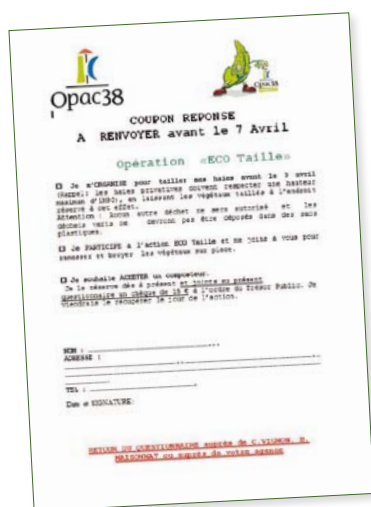 Opac38
Opac38
COUPON REPONSE
A RENVOYER avant le 7 Avril
Opération «ECO Taille»
Je m'ORGANISE pour tailler mes haies avant le 3 avril
(Rappel: les haies privatives doivent respecter une hauteur
maximum d'1M80), en laissant les végétaux taillés à l'endroit
réservé à cet effet.
Attention : Aucun autre déchet ne sera autorisé et les
déchets verts ne devront pas être déposés dans des sacs
plastiques.
Je PARTICIPE à l'action ECO Taille et me joins à vous pour
ramasser et broyer les végétaux sur place.
Je souhaite ACHETER un composteur.
Je le réserve dès à présent et joints au présent
questionnaire un chèque de 15 € à l'ordre du Trésor Public. Je
viendrais le récupérer le jour de l'action.
NOM :
ADRESSE :
TEL :
Date et SIGNATURE:
RETOUR DU QUESTIONNAIRE auprès de C.VIGNON, D.
MAISONNAT ou auprès de votre agence